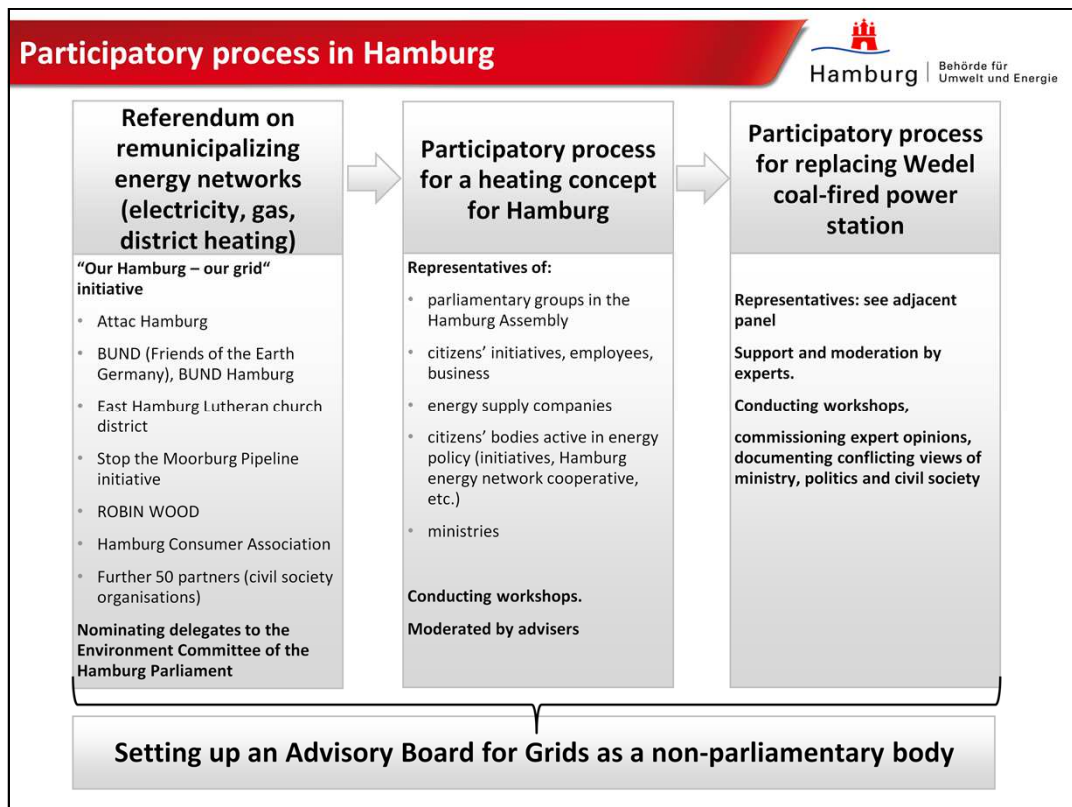 Participatory process in Hamburg
Hamburg
Behörde für
Umwelt und Energie
Referendum on
remunicipalizing
energy networks
(electricity, gas,
district heating)
“Our Hamburg – our grid“
initiative
• Attac Hamburg
• BUND (Friends of the Earth
Germany), BUND Hamburg
• East Hamburg Lutheran church
district
• Stop the Moorburg Pipeline
initiative
• ROBIN WOOD
• Hamburg Consumer Association
• Further 50 partners (civil society
organisations)
Nominating delegates to the
Environment Committee of the
Hamburg Parliament
Participatory process
for a heating concept
for Hamburg
Representatives of:
• parliamentary groups in the
Hamburg Assembly
• citizens’ initiatives, employees,
business
• energy supply companies
• citizens’ bodies active in energy
policy (initiatives, Hamburg
energy network cooperative,
etc.)
• ministries
Conducting workshops.
Moderated by advisers
Participatory process
for replacing Wedel
coal-fired power
station
Representatives: see adjacent
panel
Support and moderation by
experts.
Conducting workshops,
commissioning expert opinions,
documenting conflicting views of
ministry, politics and civil society
Setting up an Advisory Board for Grids as a non-parliamentary body